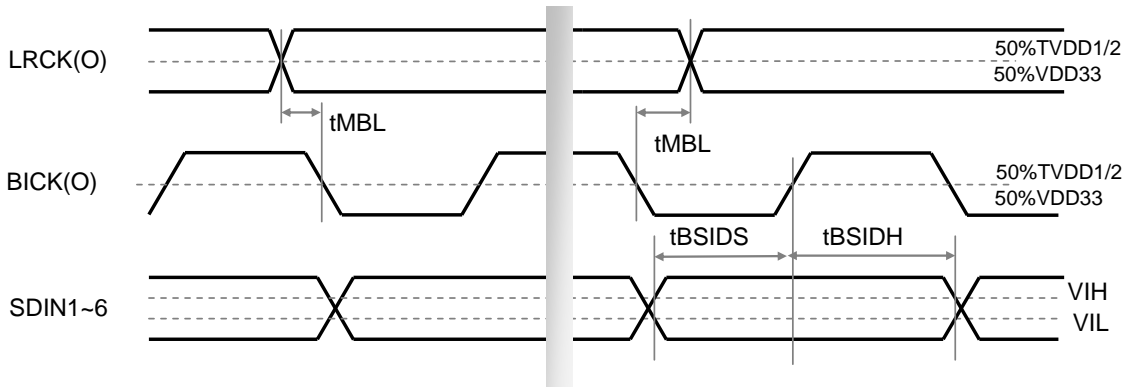 LRCK(O)
50%TVDD1/2
50%VDD33
tMBL
tMBL
BICK(O)
50%TVDD1/2
50%VDD33
tBSIDS
tBSIDH
SDIN1~6
VIH
VIL